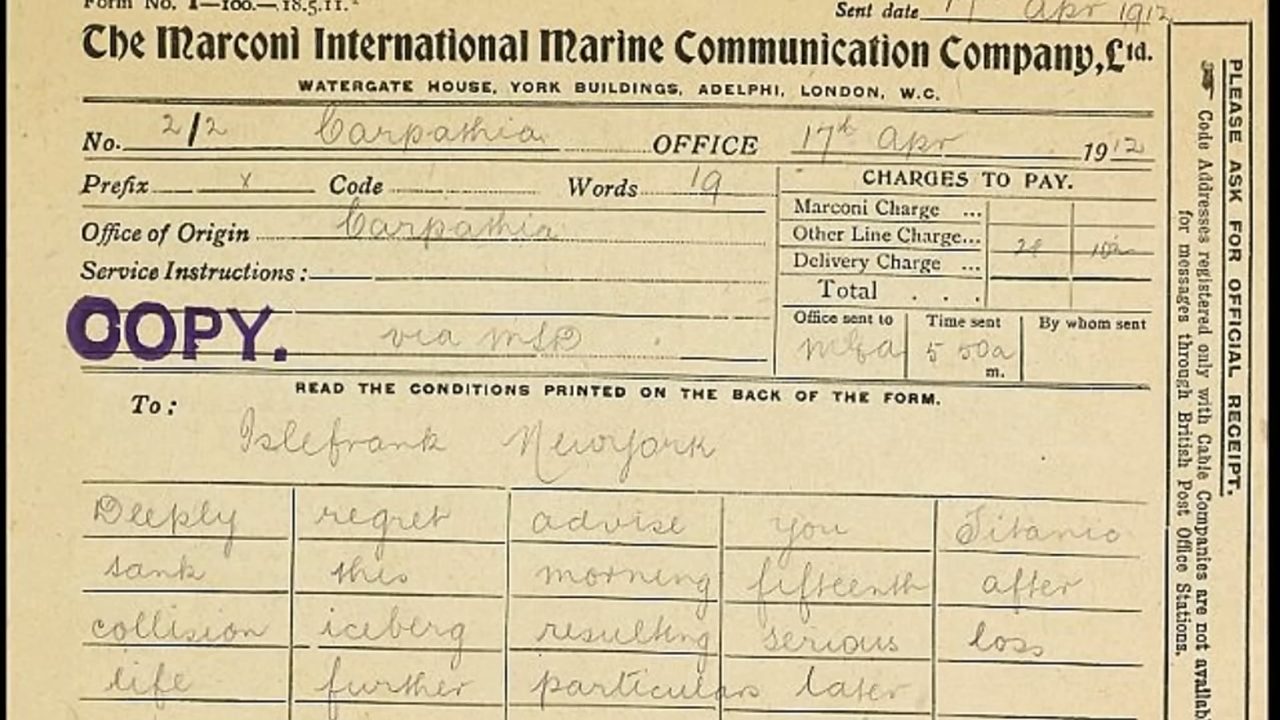 Form No. 1—100.—18.5.11.
Sent date 17 Apr 1912
The Marconi International Marine Communication Company, Ltd.
WATERGATE HOUSE, YORK BUILDINGS, ADELPHI, LONDON, W.C.
No. 2/2 Carpathia OFFICE 17th Apr 1912
Prefix x Code Words 19
CHARGES TO PAY.
Office of Origin Carpathia
Marconi Charge ...
Other Line Charge...
Delivery Charge ...
Total . . .
Service Instructions :
COPY.
via
Office sent to
Time sent
By whom sent
5 50a
m.
READ THE CONDITIONS PRINTED ON THE BACK OF THE FORM.
To :
Islefrank Newyork
Deeply regret advise you Titanic
sank this morning fifteenth after
collision iceberg resulting serious loss
life further particulars later
PLEASE ASK FOR OFFICIAL RECEIPT.
Code Addresses registered only with Cable Companies are not
for messages through British Post Office Stations.